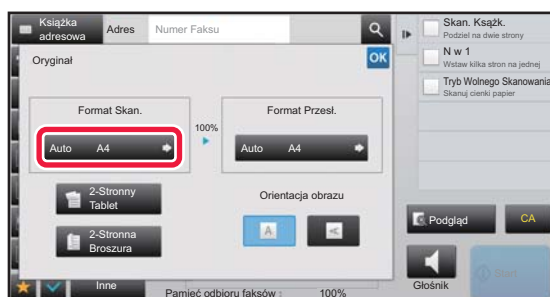 Książka
adresowa
Adres
Numer Faksu
Skan. Ksążk.
Podziel na dwie strony
N w 1
Wstaw kilka stron na jednej
Tryb Wolnego Skanowania
Skanuj cienki papier
Oryginał
OK
Format Skan.
100%
Format Przesł.
Auto A4
Auto A4
2-Stronny
Tablet
Orientacja obrazu
2-Stronna
Broszura
A
A
Podgląd
CA
Głośnik
Start
Inne
Pamięć odbioru faksów : 100%